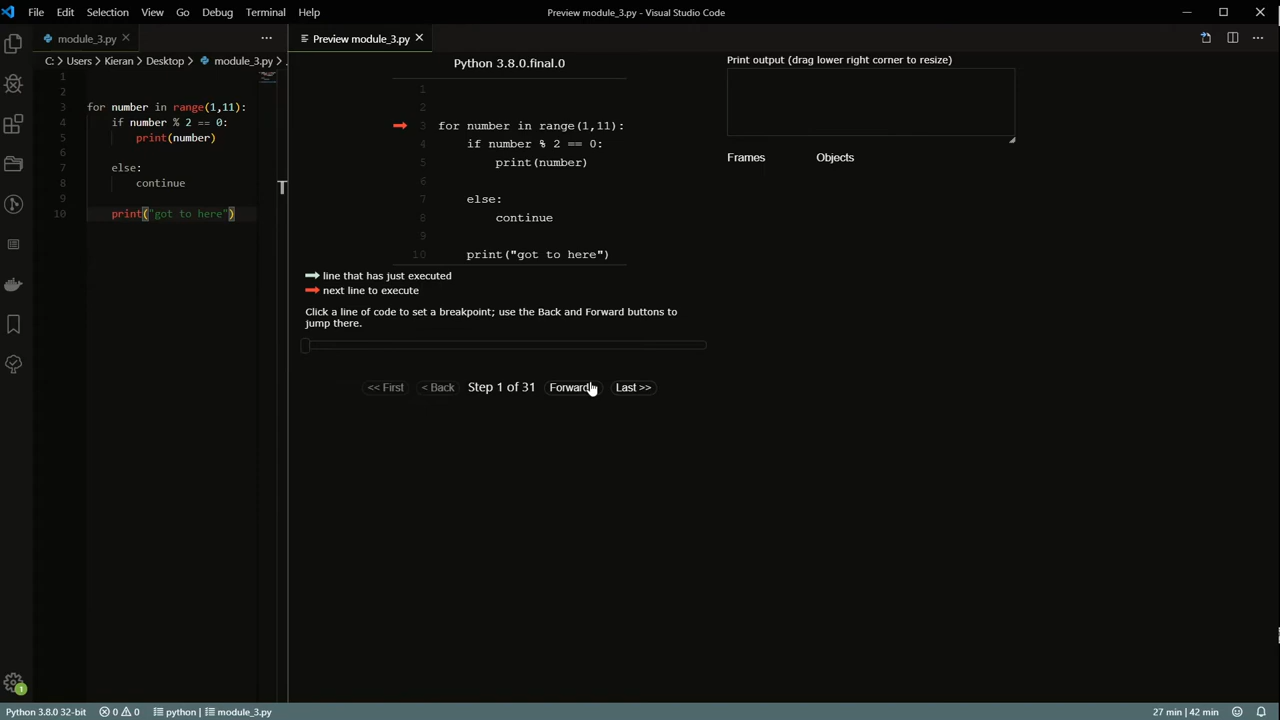 File Edit Selection View Go Debug Terminal Help Preview module_3.py - Visual Studio Code
module_3.py
C: > Users > Kieran > Desktop > module_3.py > .
1
2
3 for number in range(1,11):
4 if number % 2 == 0:
5 print(number)
6
7 else:
8 continue
9
10 print("got to here")
Preview module_3.py
Python 3.8.0.final.0
1
2
3 for number in range(1,11):
4 if number % 2 == 0:
5 print(number)
6
7 else:
8 continue
9
10 print("got to here")
line that has just executed
next line to execute
Click a line of code to set a breakpoint; use the Back and Forward buttons to
jump there.
<< First < Back Step 1 of 31 Forward Last >>
Print output (drag lower right corner to resize)
Frames Objects
T
1
Python 3.8.0 32-bit 0 0 python | module_3.py 27 min | 42 min